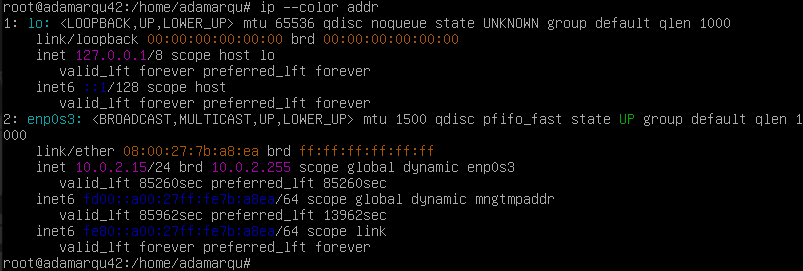 root@adamarqu42:/home/adamarqu# ip --color addr
1: lo: <LOOPBACK,UP,LOWER_UP> mtu 65536 qdisc noqueue state UNKNOWN group default qlen 1000
link/loopback 00:00:00:00:00:00 brd 00:00:00:00:00:00
inet 127.0.0.1/8 scope host lo
valid_lft forever preferred_lft forever
inet6 ::1/128 scope host
valid_lft forever preferred_lft forever
2: enp0s3: <BROADCAST,MULTICAST,UP,LOWER_UP> mtu 1500 qdisc pfifo_fast state UP group default qlen 1
000
link/ether 08:00:27:7b:a8:ea brd ff:ff:ff:ff:ff:ff
inet 10.0.2.15/24 brd 10.0.2.255 scope global dynamic enp0s3
valid_lft 85260sec preferred_lft 85260sec
inet6 fd00::a00:27ff:fe7b:a8ea/64 scope global dynamic mngtmpaddr
valid_lft 85962sec preferred_lft 13962sec
inet6 fe80::a00:27ff:fe7b:a8ea/64 scope link
valid_lft forever preferred_lft forever
root@adamarqu42:/home/adamarqu#